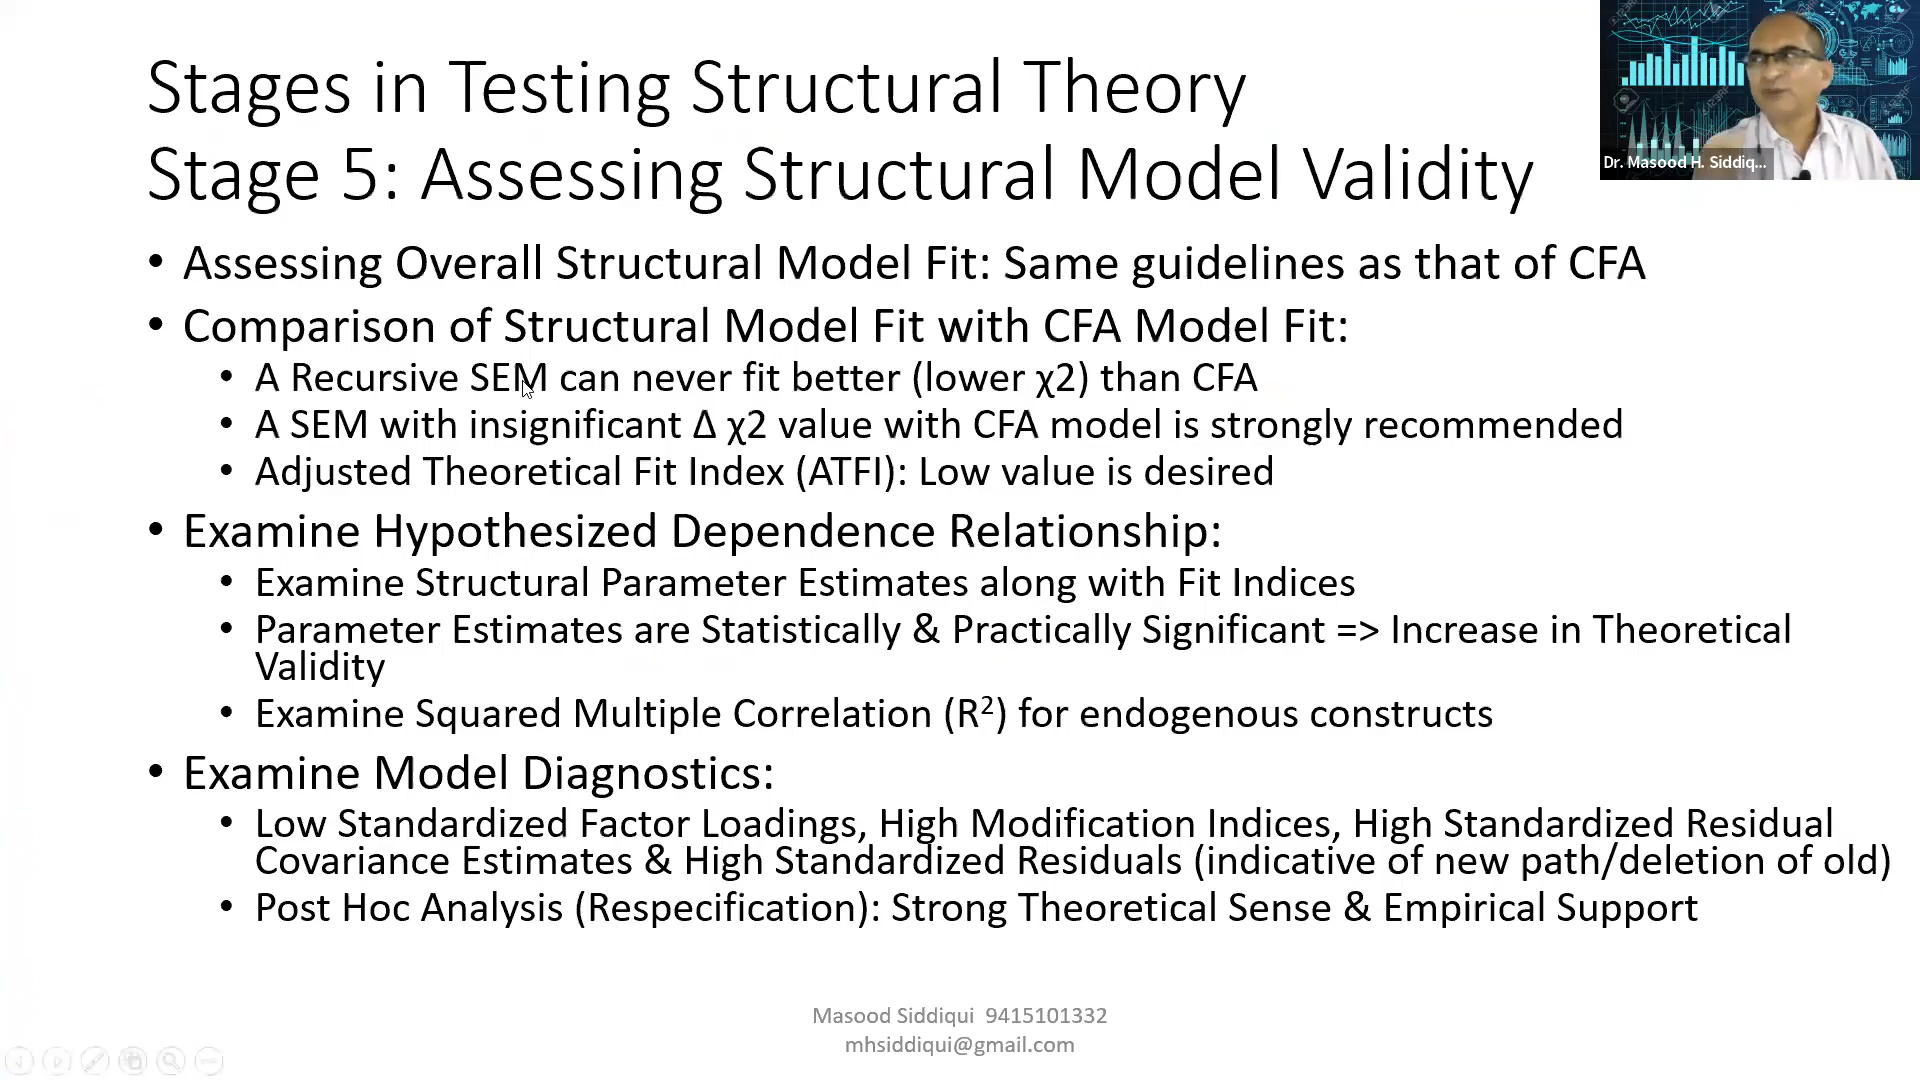 Stages in Testing Structural Theory
Stage 5: Assessing Structural Model Validity
Dr. Masood H. Siddiq...
• Assessing Overall Structural Model Fit: Same guidelines as that of CFA
• Comparison of Structural Model Fit with CFA Model Fit:
• A Recursive SEM can never fit better (lower χ2) than CFA
• A SEM with insignificant Δ χ2 value with CFA model is strongly recommended
• Adjusted Theoretical Fit Index (ATFI): Low value is desired
• Examine Hypothesized Dependence Relationship:
• Examine Structural Parameter Estimates along with Fit Indices
• Parameter Estimates are Statistically & Practically Significant => Increase in Theoretical
Validity
• Examine Squared Multiple Correlation (R²) for endogenous constructs
• Examine Model Diagnostics:
• Low Standardized Factor Loadings, High Modification Indices, High Standardized Residual
Covariance Estimates & High Standardized Residuals (indicative of new path/deletion of old)
• Post Hoc Analysis (Respecification): Strong Theoretical Sense & Empirical Support
Masood Siddiqui 9415101332
mhsiddiqui@gmail.com